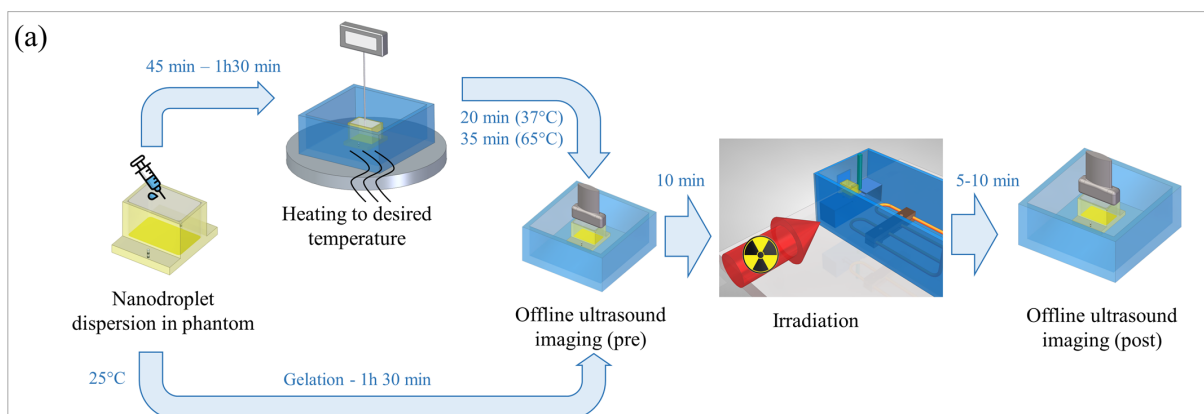 (a)
45 min – 1h30 min
20 min (37°C)
35 min (65°C)
Heating to desired
temperature
10 min
5-10 min
Nanodroplet
dispersion in phantom
Offline ultrasound
imaging (pre)
Irradiation
Offline ultrasound
imaging (post)
25°C
Gelation - 1h 30 min